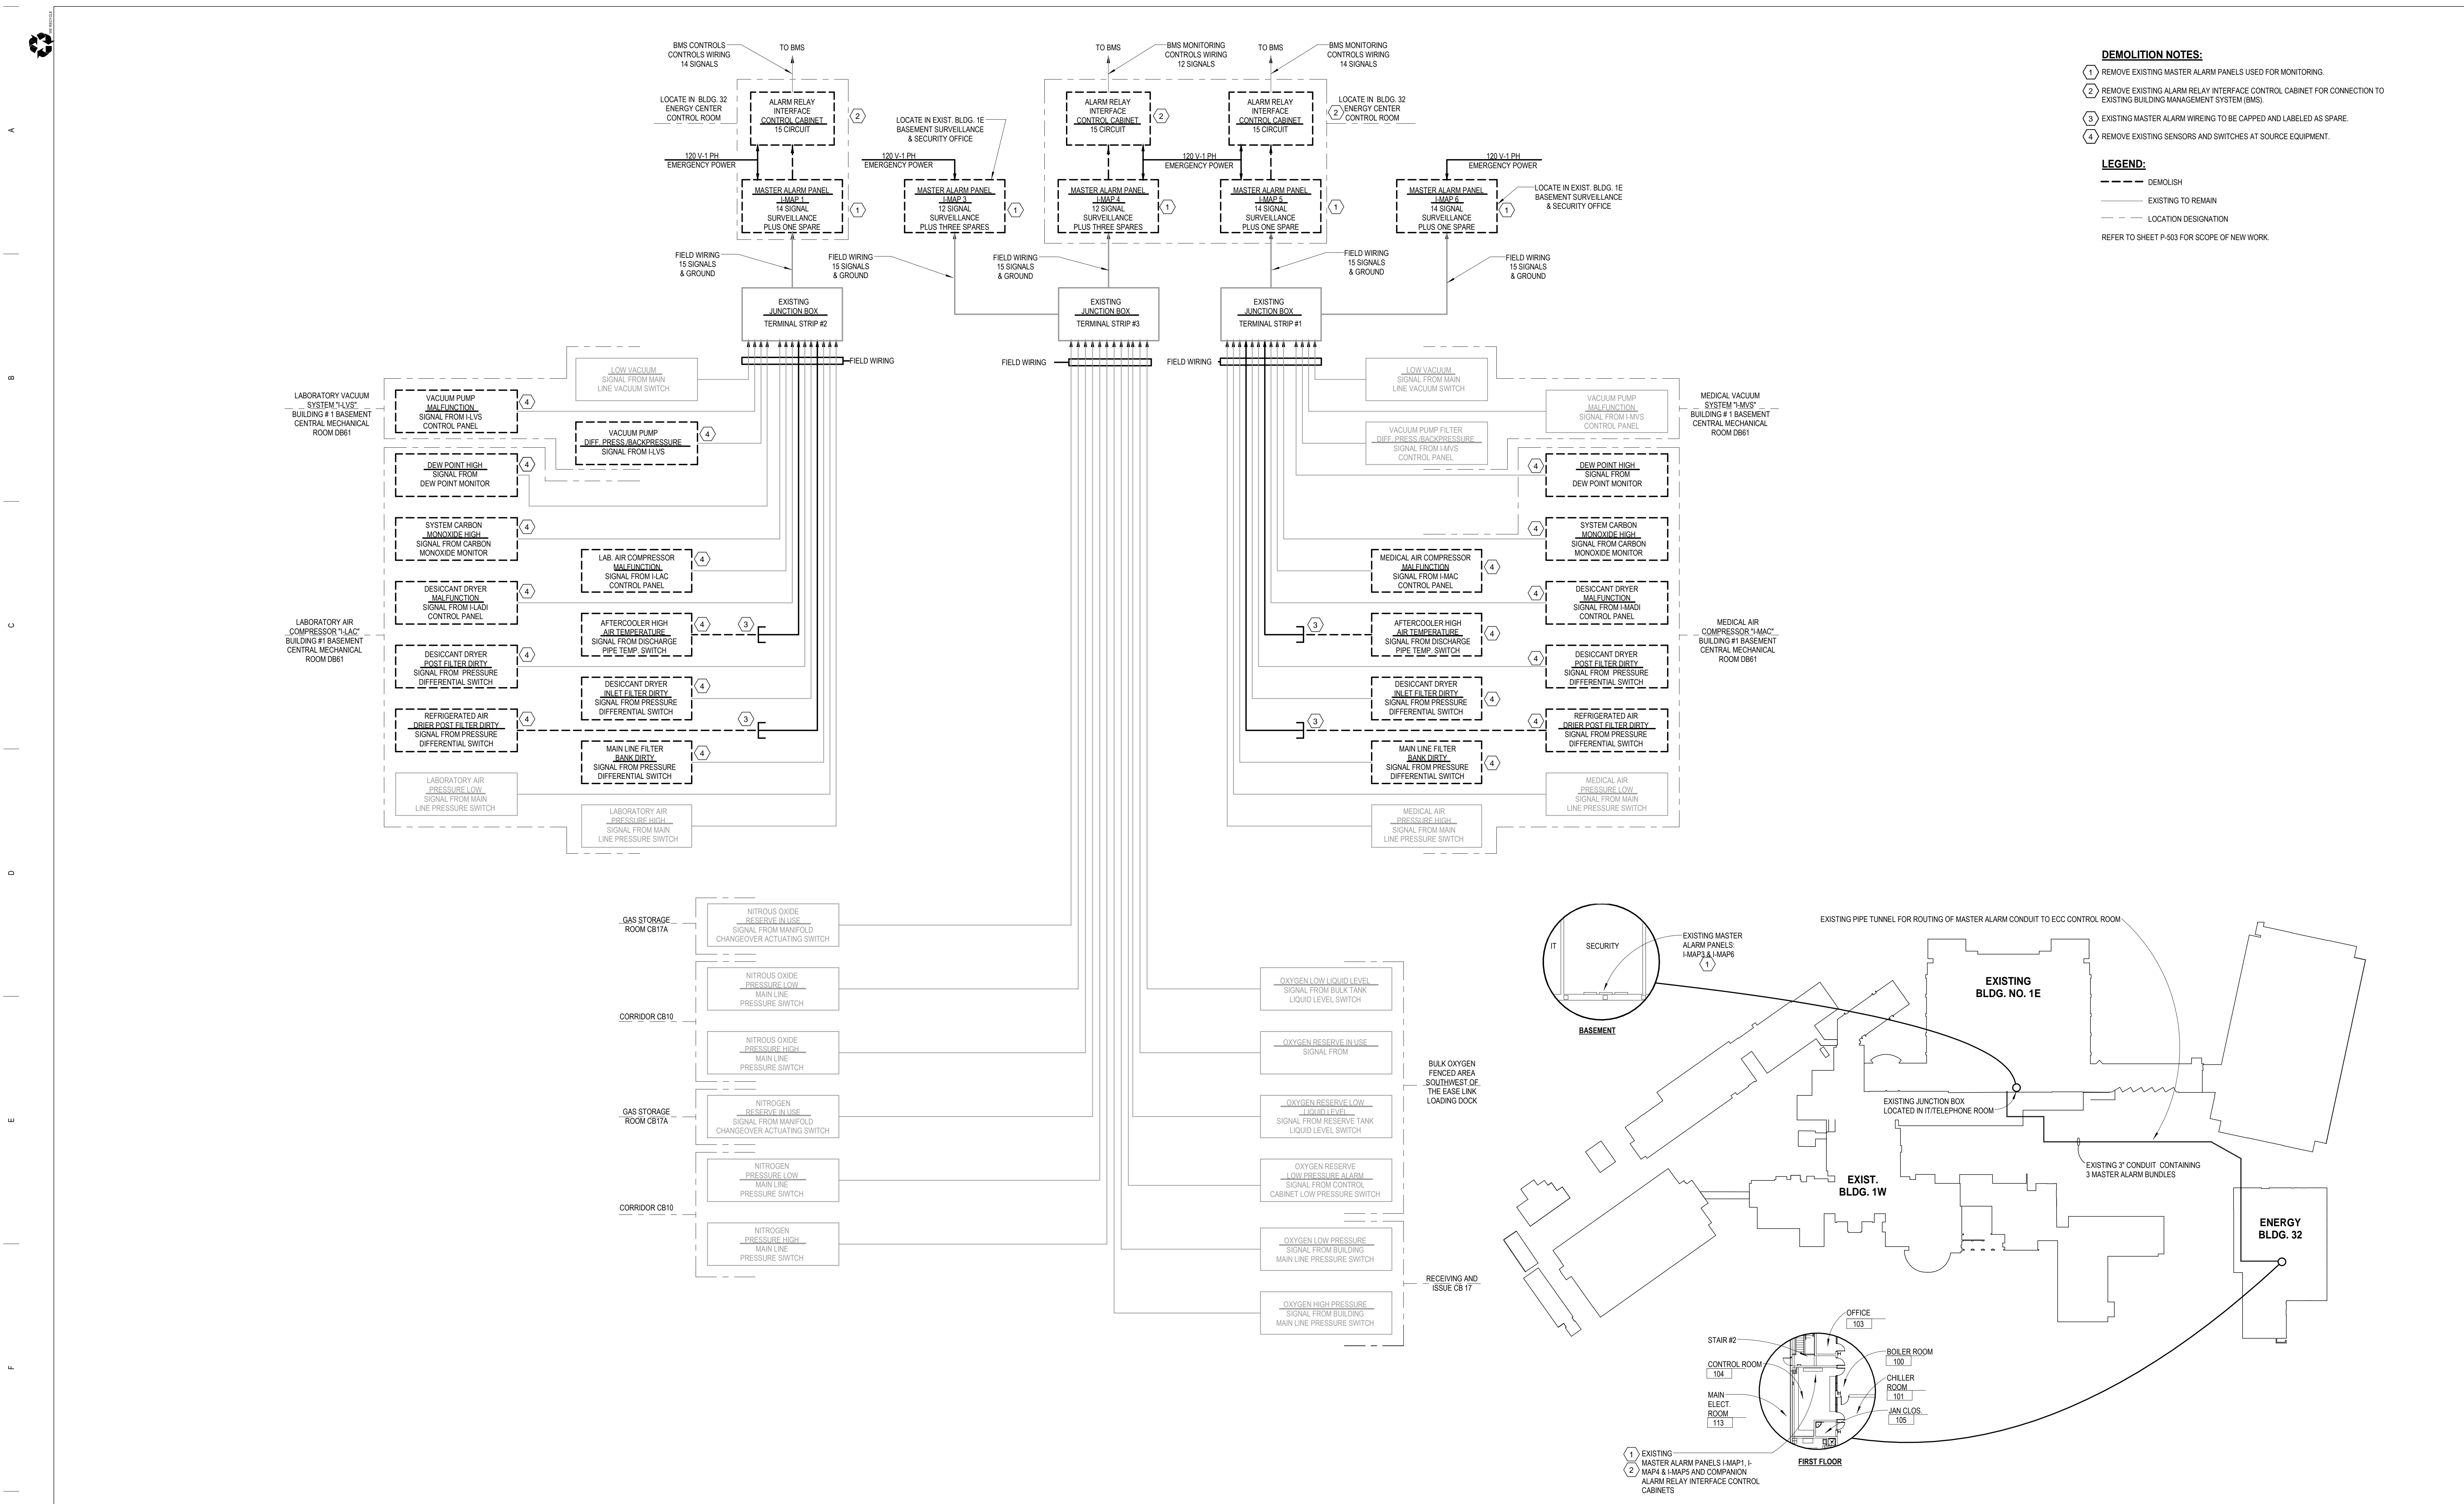 BMS CONTROLS
CONTROLS WIRING
14 SIGNALS
TO BMS
TO BMS
BMS MONITORING
CONTROLS WIRING
12 SIGNALS
TO BMS
BMS MONITORING
CONTROLS WIRING
14 SIGNALS
DEMOLITION NOTES:
1 REMOVE EXISTING MASTER ALARM PANELS USED FOR MONITORING.
2 REMOVE EXISTING ALARM RELAY INTERFACE CONTROL CABINET FOR CONNECTION TO
EXISTING BUILDING MANAGEMENT SYSTEM (BMS).
3 EXISTING MASTER ALARM WIREING TO BE CAPPED AND LABELED AS SPARE.
4 REMOVE EXISTING SENSORS AND SWITCHES AT SOURCE EQUIPMENT.
LEGEND:
DEMOLISH
EXISTING TO REMAIN
LOCATION DESIGNATION
REFER TO SHEET P-503 FOR SCOPE OF NEW WORK.
LOCATE IN BLDG. 32
ENERGY CENTER
CONTROL ROOM
ALARM RELAY
INTERFACE
CONTROL CABINET
15 CIRCUIT
2
LOCATE IN EXIST. BLDG. 1E
BASEMENT SURVEILLANCE
& SECURITY OFFICE
ALARM RELAY
INTERFACE
CONTROL CABINET
15 CIRCUIT
2
ALARM RELAY
INTERFACE
CONTROL CABINET
15 CIRCUIT
2
LOCATE IN BLDG. 32
ENERGY CENTER
CONTROL ROOM
120 V-1 PH
EMERGENCY POWER
120 V-1 PH
EMERGENCY POWER
120 V-1 PH
EMERGENCY POWER
120 V-1 PH
EMERGENCY POWER
MASTER ALARM PANEL
I-MAP 1
14 SIGNAL
SURVEILLANCE
PLUS ONE SPARE
1
MASTER ALARM PANEL
I-MAP 3
12 SIGNAL
SURVEILLANCE
PLUS THREE SPARES
1
MASTER ALARM PANEL
I-MAP 4
12 SIGNAL
SURVEILLANCE
PLUS THREE SPARES
1
MASTER ALARM PANEL
I-MAP 5
14 SIGNAL
SURVEILLANCE
PLUS ONE SPARE
1
MASTER ALARM PANEL
I-MAP 6
14 SIGNAL
SURVEILLANCE
PLUS ONE SPARE
1
LOCATE IN EXIST. BLDG. 1E
BASEMENT SURVEILLANCE
& SECURITY OFFICE
FIELD WIRING
15 SIGNALS
& GROUND
FIELD WIRING
15 SIGNALS
& GROUND
FIELD WIRING
15 SIGNALS
& GROUND
FIELD WIRING
15 SIGNALS
& GROUND
FIELD WIRING
15 SIGNALS
& GROUND
EXISTING
JUNCTION BOX
TERMINAL STRIP #2
EXISTING
JUNCTION BOX
TERMINAL STRIP #3
EXISTING
JUNCTION BOX
TERMINAL STRIP #1
FIELD WIRING
FIELD WIRING
FIELD WIRING
LABORATORY VACUUM
SYSTEM "I-LVS"
BUILDING # 1 BASEMENT
CENTRAL MECHANICAL
ROOM DB61
LOW VACUUM
SIGNAL FROM MAIN
LINE VACUUM SWITCH
VACUUM PUMP
MALFUNCTION
SIGNAL FROM I-LVS
CONTROL PANEL
4
VACUUM PUMP
DIFF. PRESS./BACKPRESSURE
SIGNAL FROM I-LVS
4
DEW POINT HIGH
SIGNAL FROM
DEW POINT MONITOR
4
SYSTEM CARBON
MONOXIDE HIGH
SIGNAL FROM CARBON
MONOXIDE MONITOR
4
LAB. AIR COMPRESSOR
MALFUNCTION
SIGNAL FROM I-LAC
CONTROL PANEL
4
DESICCANT DRYER
MALFUNCTION
SIGNAL FROM I-LADI
CONTROL PANEL
4
LABORATORY AIR
COMPRESSOR "I-LAC"
BUILDING #1 BASEMENT
CENTRAL MECHANICAL
ROOM DB61
AFTERCOOLER HIGH
AIR TEMPERATURE
SIGNAL FROM DISCHARGE
PIPE TEMP. SWITCH
4
3
DESICCANT DRYER
POST FILTER DIRTY
SIGNAL FROM PRESSURE
DIFFERENTIAL SWITCH
4
DESICCANT DRYER
INLET FILTER DIRTY
SIGNAL FROM PRESSURE
DIFFERENTIAL SWITCH
4
REFRIGERATED AIR
DRIER POST FILTER DIRTY
SIGNAL FROM PRESSURE
DIFFERENTIAL SWITCH
4
3
MAIN LINE FILTER
BANK DIRTY
SIGNAL FROM PRESSURE
DIFFERENTIAL SWITCH
4
LABORATORY AIR
PRESSURE LOW
SIGNAL FROM MAIN
LINE PRESSURE SWITCH
LABORATORY AIR
PRESSURE HIGH
SIGNAL FROM MAIN
LINE PRESSURE SIWTCH
LOW VACUUM
SIGNAL FROM MAIN
LINE VACUUM SWITCH
VACUUM PUMP
MALFUNCTION
SIGNAL FROM I-MVS
CONTROL PANEL
MEDICAL VACUUM
SYSTEM "I-MVS"
BUILDING # 1 BASEMENT
CENTRAL MECHANICAL
ROOM DB61
VACUUM PUMP FILTER
DIFF. PRESS./BACKPRESSURE
SIGNAL FROM I-MVS
CONTROL PANEL
4
DEW POINT HIGH
SIGNAL FROM
DEW POINT MONITOR
4
SYSTEM CARBON
MONOXIDE HIGH
SIGNAL FROM CARBON
MONOXIDE MONITOR
MEDICAL AIR COMPRESSOR
MALFUNCTION
SIGNAL FROM I-MAC
CONTROL PANEL
4
4
DESICCANT DRYER
MALFUNCTION
SIGNAL FROM I-MADI
CONTROL PANEL
3
AFTERCOOLER HIGH
AIR TEMPERATURE
SIGNAL FROM DISCHARGE
PIPE TEMP. SWITCH
4
MEDICAL AIR
COMPRESSOR "I-MAC"
BUILDING #1 BASEMENT
CENTRAL MECHANICAL
ROOM DB61
4
DESICCANT DRYER
POST FILTER DIRTY
SIGNAL FROM PRESSURE
DIFFERENTIAL SWITCH
DESICCANT DRYER
INLET FILTER DIRTY
SIGNAL FROM PRESSURE
DIFFERENTIAL SWITCH
4
3
4
REFRIGERATED AIR
DRIER POST FILTER DIRTY
SIGNAL FROM PRESSURE
DIFFERENTIAL SWITCH
MAIN LINE FILTER
BANK DIRTY
SIGNAL FROM PRESSURE
DIFFERENTIAL SWITCH
4
MEDICAL AIR
PRESSURE LOW
SIGNAL FROM MAIN
LINE PRESSURE SWITCH
MEDICAL AIR
PRESSURE HIGH
SIGNAL FROM MAIN
LINE PRESSURE SIWTCH
GAS STORAGE
ROOM CB17A
NITROUS OXIDE
RESERVE IN USE
SIGNAL FROM MANIFOLD
CHANGEOVER ACTUATING SWITCH
NITROUS OXIDE
PRESSURE LOW
MAIN LINE
PRESSURE SIWTCH
CORRIDOR CB10
NITROUS OXIDE
PRESSURE HIGH
MAIN LINE
PRESSURE SIWTCH
GAS STORAGE
ROOM CB17A
NITROGEN
RESERVE IN USE
SIGNAL FROM MANIFOLD
CHANGEOVER ACTUATING SWITCH
NITROGEN
PRESSURE LOW
MAIN LINE
PRESSURE SIWTCH
CORRIDOR CB10
NITROGEN
PRESSURE HIGH
MAIN LINE
PRESSURE SIWTCH
OXYGEN LOW LIQUID LEVEL
SIGNAL FROM BULK TANK
LIQUID LEVEL SWITCH
OXYGEN RESERVE IN USE
SIGNAL FROM
BULK OXYGEN
FENCED AREA
SOUTHWEST OF
THE EASE LINK
LOADING DOCK
OXYGEN RESERVE LOW
LIQUID LEVEL
SIGNAL FROM RESERVE TANK
LIQUID LEVEL SWITCH
OXYGEN RESERVE
LOW PRESSURE ALARM
SIGNAL FROM CONTROL
CABINET LOW PRESSURE SWITCH
OXYGEN LOW PRESSURE
SIGNAL FROM BUILDING
MAIN LINE PRESSURE SWITCH
RECEIVING AND
ISSUE CB 17
OXYGEN HIGH PRESSURE
SIGNAL FROM BUILDING
MAIN LINE PRESSURE SWITCH
IT
SECURITY
EXISTING MASTER
ALARM PANELS:
I-MAP3 & I-MAP6
1
BASEMENT
EXISTING PIPE TUNNEL FOR ROUTING OF MASTER ALARM CONDUIT TO ECC CONTROL ROOM
EXISTING
BLDG. NO. 1E
EXISTING JUNCTION BOX
LOCATED IN IT/TELEPHONE ROOM
EXISTING 3" CONDUIT CONTAINING
3 MASTER ALARM BUNDLES
EXIST.
BLDG. 1W
ENERGY
BLDG. 32
OFFICE
103
STAIR #2
CONTROL ROOM
104
BOILER ROOM
100
CHILLER
ROOM
101
MAIN
ELECT.
ROOM
113
JAN CLOS.
105
FIRST FLOOR
1
2
EXISTING
MASTER ALARM PANELS I-MAP1, I-
MAP4 & I-MAP5 AND COMPANION
ALARM RELAY INTERFACE CONTROL
CABINETS
A
B
C
D
E
F